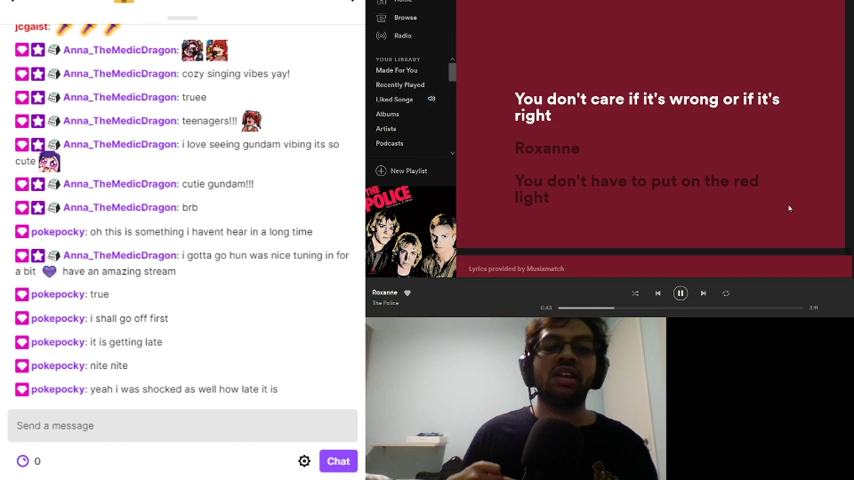 jcgaist:
Anna_TheMedicDragon:
Anna_TheMedicDragon: cozy singing vibes yay!
Anna_TheMedicDragon: truee
Anna_TheMedicDragon: teenagers!!!
Anna_TheMedicDragon: i love seeing gundam vibing its so
cute
Anna_TheMedicDragon: cutie gundam!!!
Anna_TheMedicDragon: brb
pokepocky: oh this is something i havent hear in a long time
Anna_TheMedicDragon: i gotta go hun was nice tuning in for
a bit have an amazing stream
pokepocky: true
pokepocky: i shall go off first
pokepocky: it is getting late
pokepocky: nite nite
pokepocky: yeah i was shocked as well how late it is
Send a message
0
Chat
Browse
Radio
YOUR LIBRARY
Made For You
Recently Played
Liked Songs
Albums
Artists
Podcasts
New Playlist
THE
POLICE
You don't care if it's wrong or if it's
right
Roxanne
You don't have to put on the red
light
Lyrics provided by Musixmatch
Roxanne
The Police
0:43